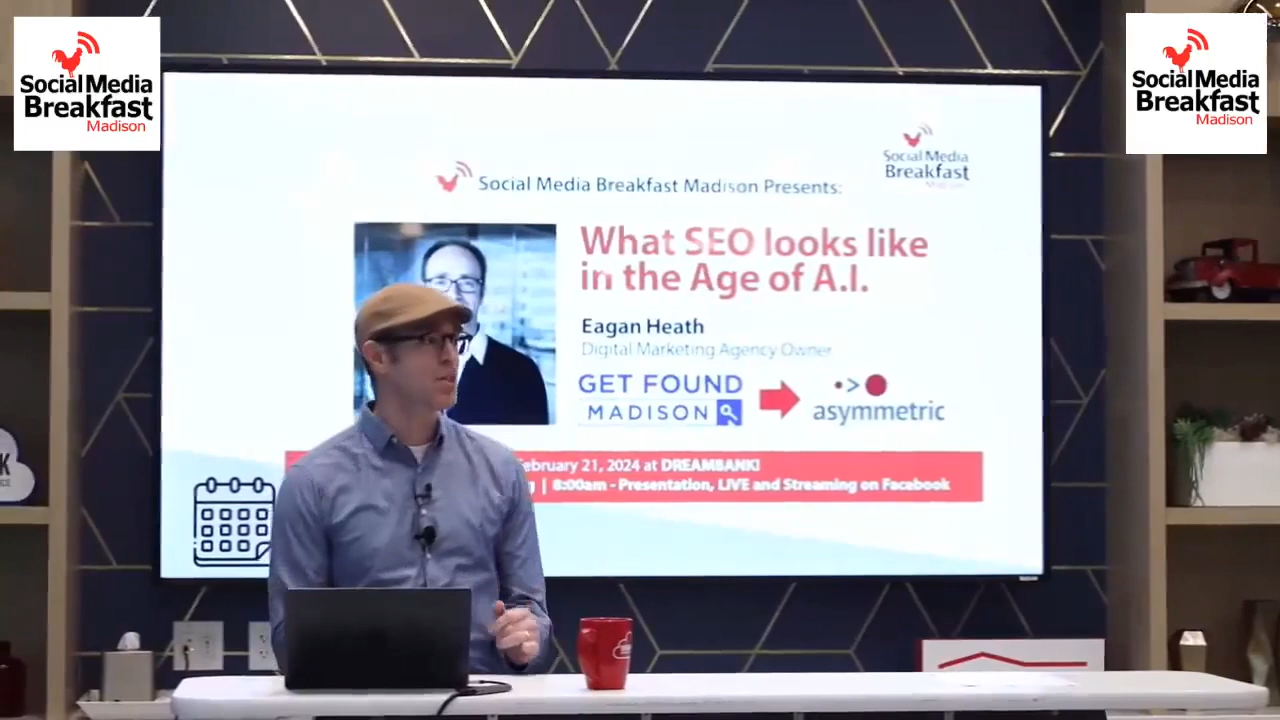 Social Media
Breakfast
Madison
Social Media
Breakfast
Madison
Social Media
Breakfast
Madison
Social Media Breakfast Madison Presents:
What SEO looks like
in the Age of A.I.
Eagan Heath
Digital Marketing Agency Owner
GET FOUND
MADISON
asymmetric
February 21, 2024 at DREAMBANK!
| 8:00am - Presentation, LIVE and Streaming on Facebook
K